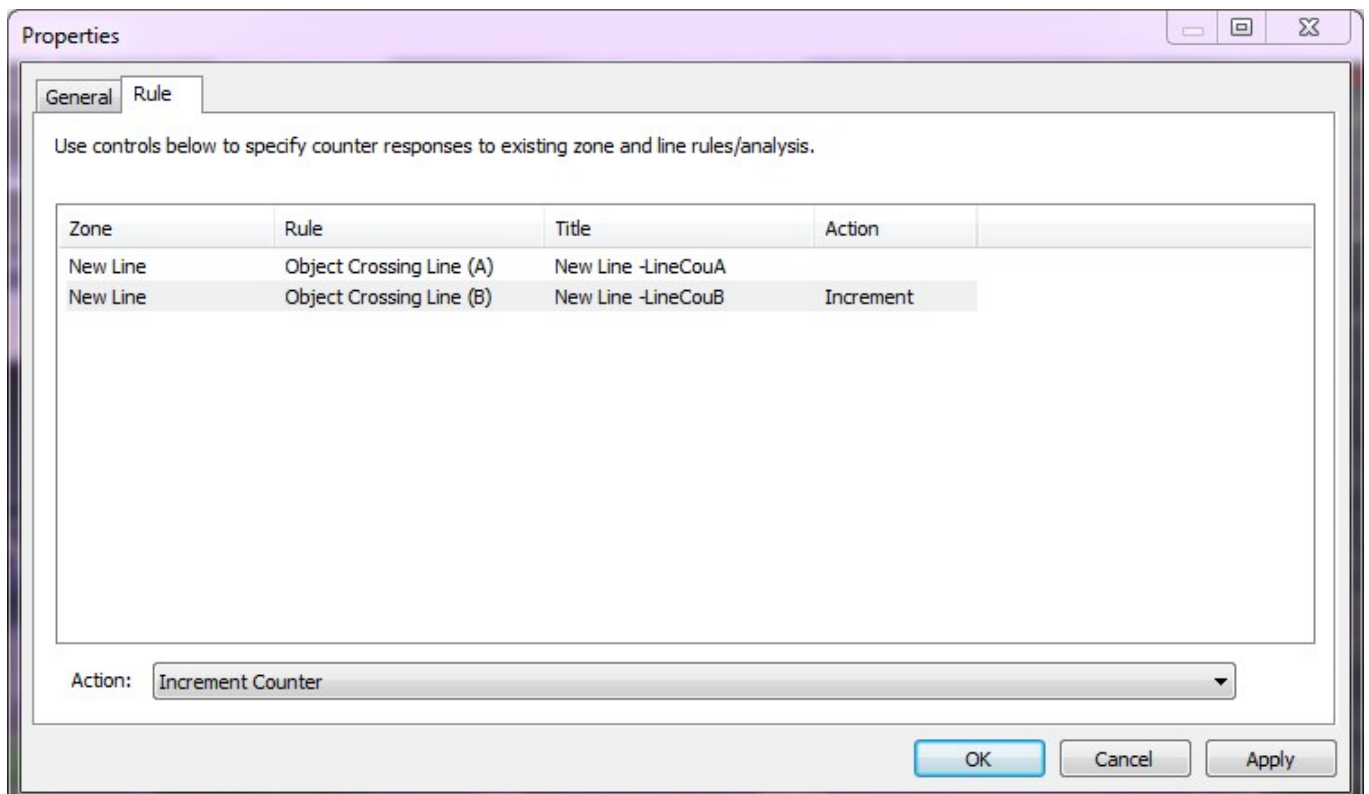 Properties
General Rule
Use controls below to specify counter responses to existing zone and line rules/analysis.
Zone Rule Title Action
New Line Object Crossing Line (A) New Line -LineCouA
New Line Object Crossing Line (B) New Line -LineCouB Increment
Action: Increment Counter
OK Cancel Apply